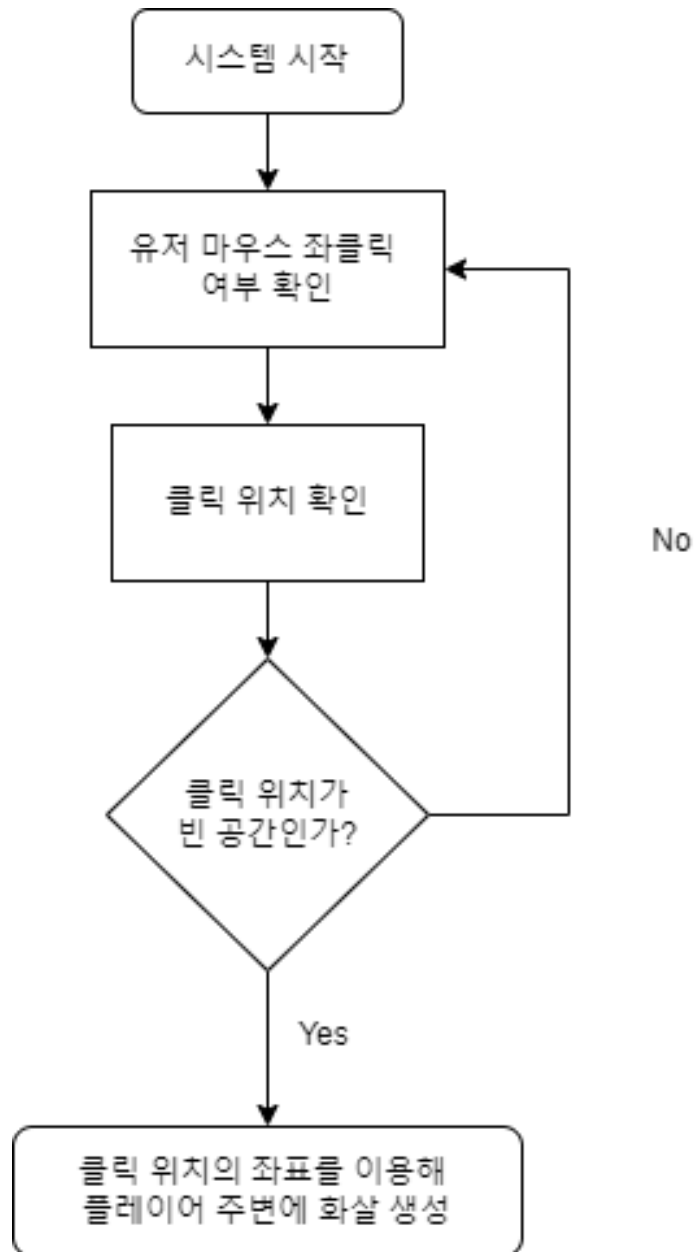 시스템 시작
유저 마우스 좌클릭
여부 확인
클릭 위치 확인
No
클릭 위치가
빈 공간인가?
Yes
클릭 위치의 좌표를 이용해
플레이어 주변에 화살 생성